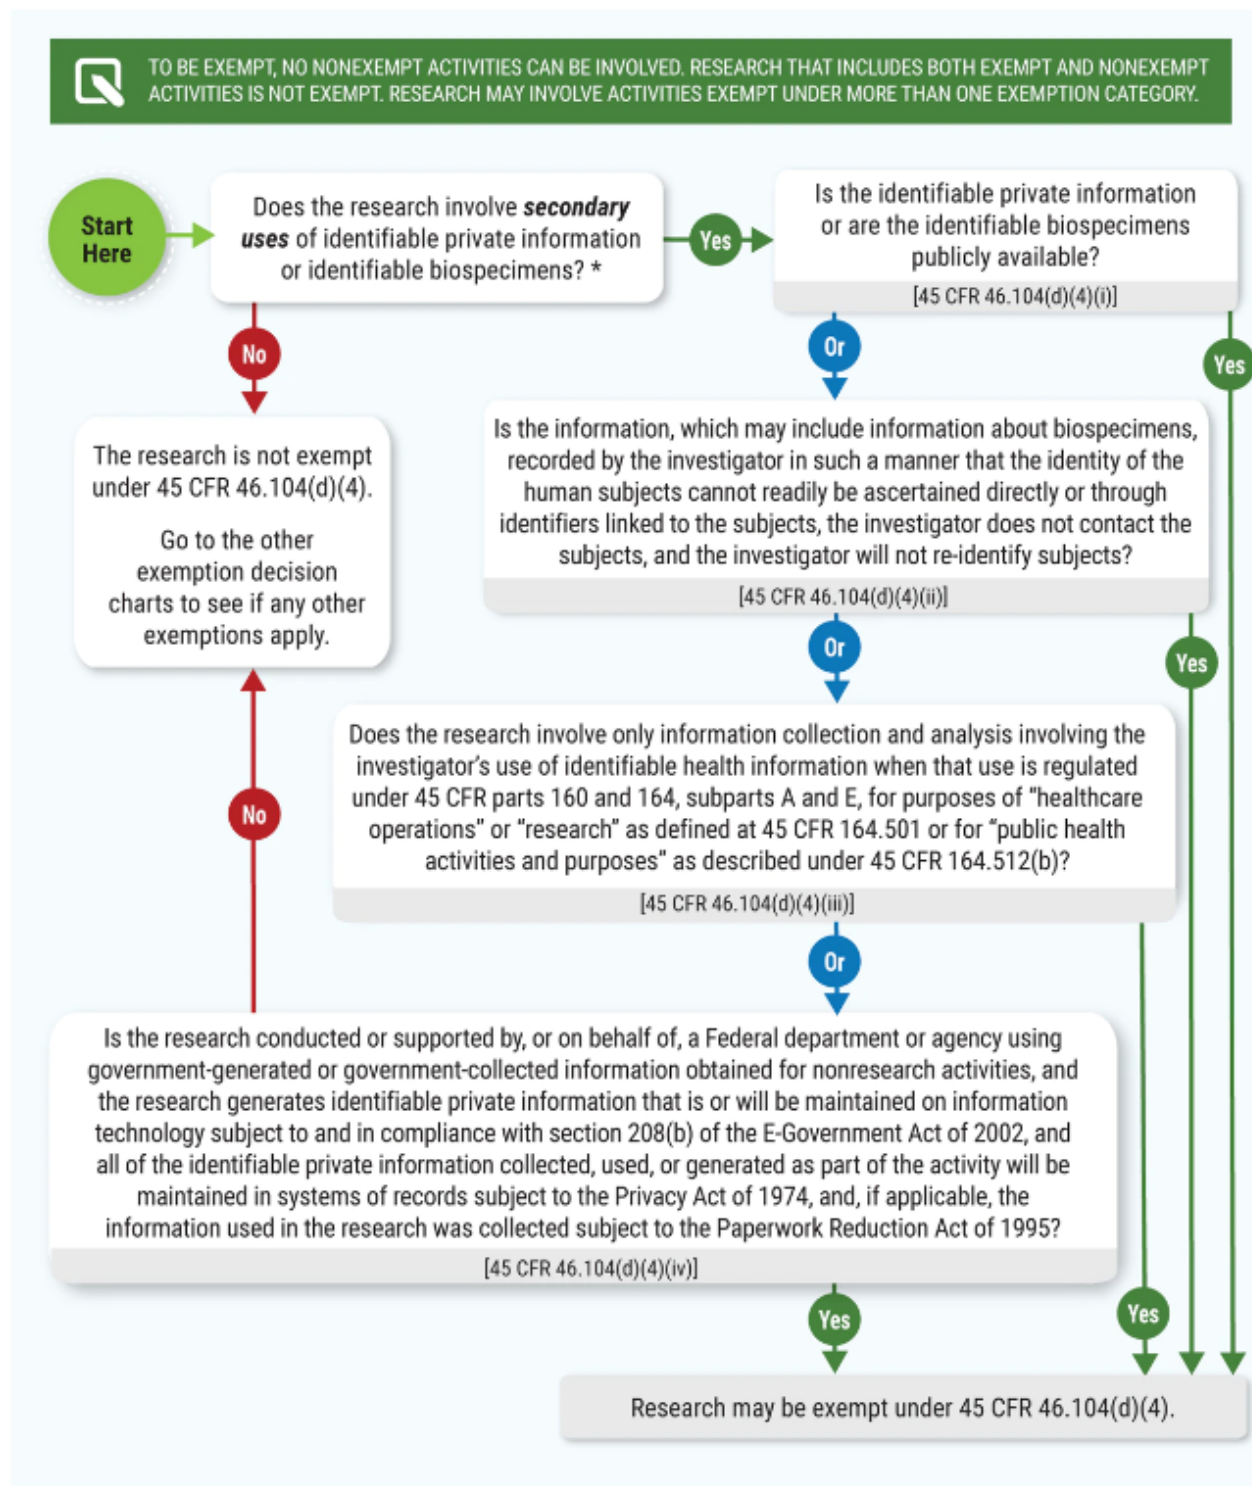 TO BE EXEMPT, NO NONEXEMPT ACTIVITIES CAN BE INVOLVED. RESEARCH THAT INCLUDES BOTH EXEMPT AND NONEXEMPT
ACTIVITIES IS NOT EXEMPT. RESEARCH MAY INVOLVE ACTIVITIES EXEMPT UNDER MORE THAN ONE EXEMPTION CATEGORY.
Start
Here
Does the research involve secondary
uses of identifiable private information
or identifiable biospecimens? *
Yes
Is the identifiable private information
or are the identifiable biospecimens
publicly available?
[45 CFR 46.104(d)(4)(i)]
No
Or
Yes
The research is not exempt
under 45 CFR 46.104(d)(4).
Go to the other
exemption decision
charts to see if any other
exemptions apply.
Is the information, which may include information about biospecimens,
recorded by the investigator in such a manner that the identity of the
human subjects cannot readily be ascertained directly or through
identifiers linked to the subjects, the investigator does not contact the
subjects, and the investigator will not re-identify subjects?
[45 CFR 46.104(d)(4)(ii)]
Or
Yes
Does the research involve only information collection and analysis involving the
investigator’s use of identifiable health information when that use is regulated
under 45 CFR parts 160 and 164, subparts A and E, for purposes of “healthcare
operations” or “research” as defined at 45 CFR 164.501 or for “public health
activities and purposes” as described under 45 CFR 164.512(b)?
[45 CFR 46.104(d)(4)(iii)]
No
Or
Is the research conducted or supported by, or on behalf of, a Federal department or agency using
government-generated or government-collected information obtained for nonresearch activities, and
the research generates identifiable private information that is or will be maintained on information
technology subject to and in compliance with section 208(b) of the E-Government Act of 2002, and
all of the identifiable private information collected, used, or generated as part of the activity will be
maintained in systems of records subject to the Privacy Act of 1974, and, if applicable, the
information used in the research was collected subject to the Paperwork Reduction Act of 1995?
[45 CFR 46.104(d)(4)(iv)]
Yes
Yes
Research may be exempt under 45 CFR 46.104(d)(4).